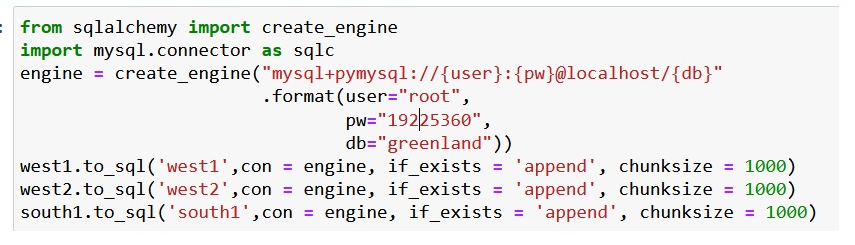 : from sqlalchemy import create_engine
import mysql.connector as sqlc
engine = create_engine("mysql+pymysql://{user}:{pw}@localhost/{db}"
.format(user="root",
pw="19225360",
db="greenland"))
west1.to_sql('west1',con = engine, if_exists = 'append', chunksize = 1000)
west2.to_sql('west2',con = engine, if_exists = 'append', chunksize = 1000)
south1.to_sql('south1',con = engine, if_exists = 'append', chunksize = 1000)